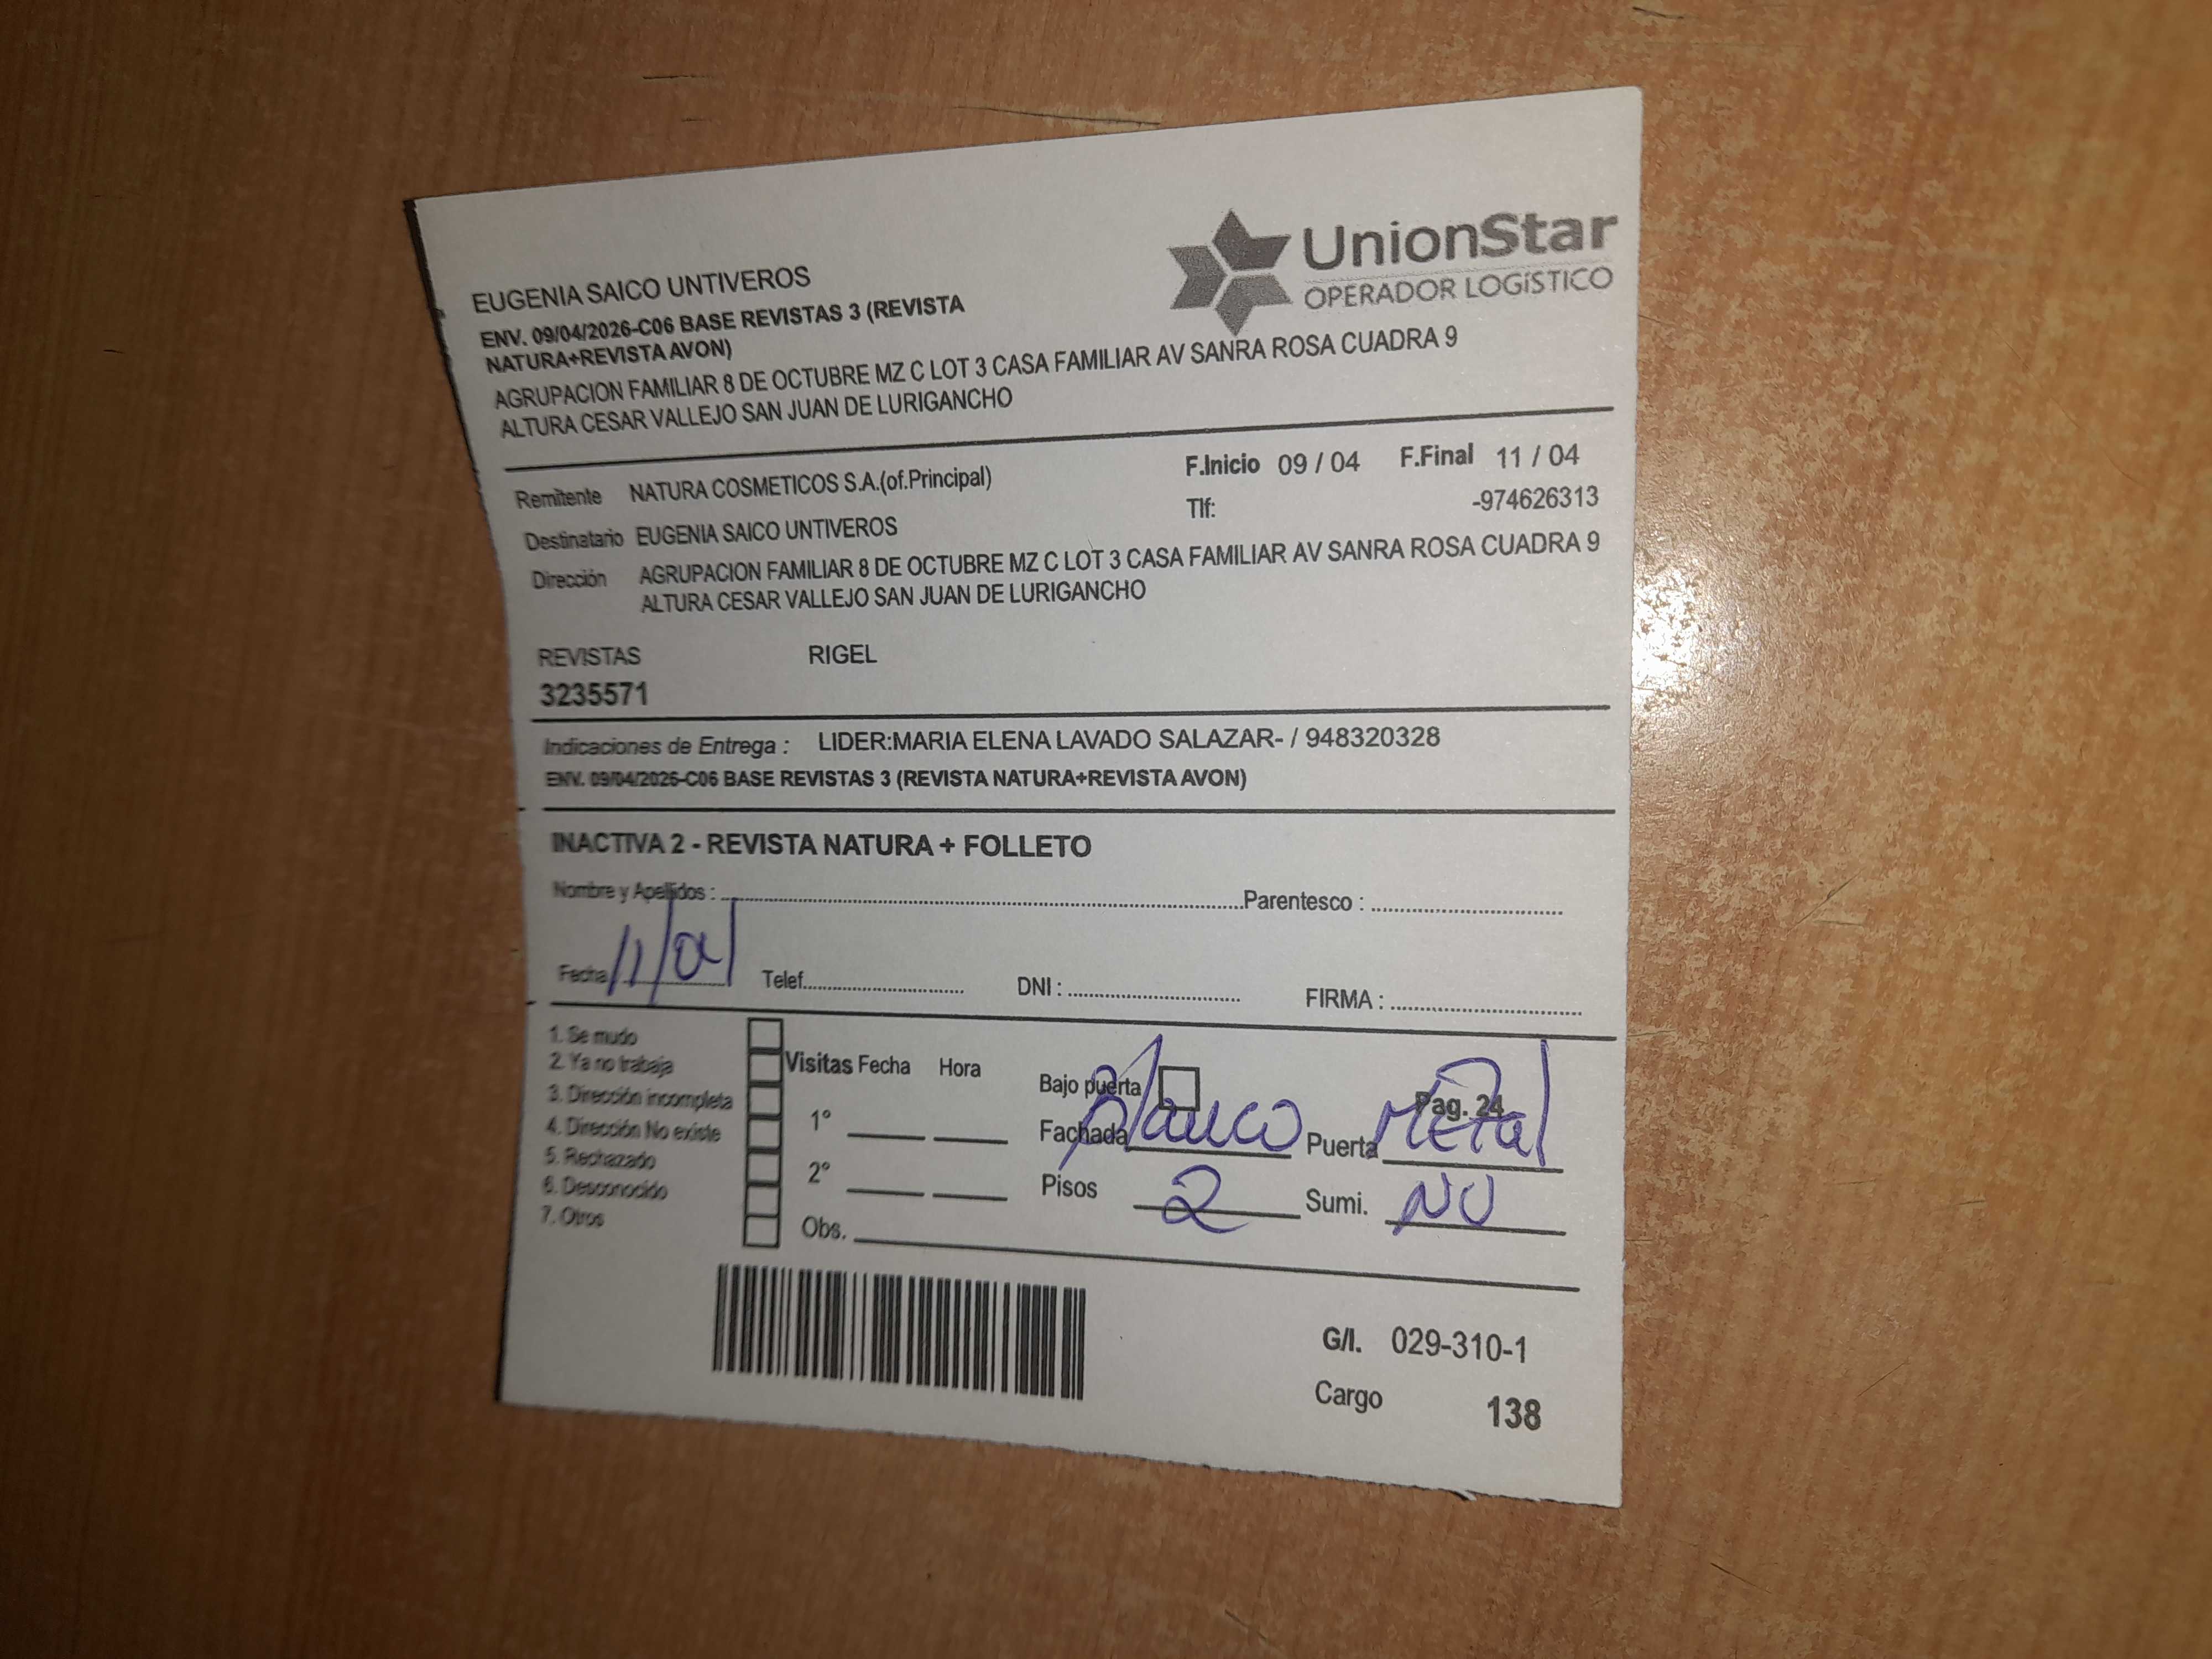 UnionStar
OPERADOR LOGÍSTICO
EUGENIA SAICO UNTIVEROS
ENV. 09/04/2026-C06 BASE REVISTAS 3 (REVISTA
NATURA+REVISTA AVON)
AGRUPACION FAMILIAR 8 DE OCTUBRE MZ C LOT 3 CASA FAMILIAR AV SANRA ROSA CUADRA 9
ALTURA CESAR VALLEJO SAN JUAN DE LURIGANCHO
Remitente NATURA COSMETICOS S.A.(of.Principal) F.Inicio 09 / 04 F.Final 11 / 04
Tlf: -974626313
Destinatario EUGENIA SAICO UNTIVEROS
Dirección AGRUPACION FAMILIAR 8 DE OCTUBRE MZ C LOT 3 CASA FAMILIAR AV SANRA ROSA CUADRA 9
ALTURA CESAR VALLEJO SAN JUAN DE LURIGANCHO
REVISTAS RIGEL
3235571
Indicaciones de Entrega : LIDER:MARIA ELENA LAVADO SALAZAR- / 948320328
ENV. 09/04/2026-C06 BASE REVISTAS 3 (REVISTA NATURA+REVISTA AVON)
INACTIVA 2 - REVISTA NATURA + FOLLETO
Nombre y Apellidos : Parentesco :
Fecha 11/04 Telef. DNI : FIRMA :
1. Se mudo
2. Ya no trabaja
3. Dirección incompleta
4. Dirección No existe
5. Rechazado
6. Desconocido
7. Otros
Visitas Fecha Hora
1°
2°
Obs.
Bajo puerta Pag. 24
Fachada blanco Puerta Metal
Pisos 2 Sumi. NO
G/I. 029-310-1
Cargo 138